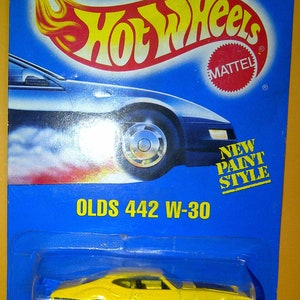 Hot Wheels
MATTEL
NEW
PAINT
STYLE
OLDS 442 W-30